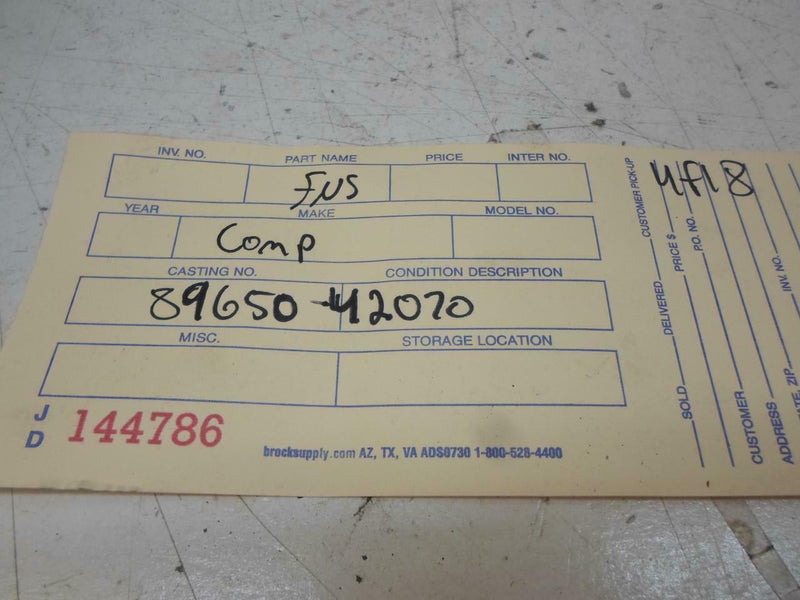 INV. NO. PART NAME PRICE INTER NO.
YEAR MAKE MODEL NO.
Comp
CASTING NO. CONDITION DESCRIPTION
89650-42070
MISC. STORAGE LOCATION
J
D
144786
brocksupply.com AZ, TX, VA ADS0730 1-800-528-4400
SOLD DELIVERED CUSTOMER PICK-UP
PRICE $
P.O. NO.
CUSTOMER
ADDRESS INV. NO.
ZIP